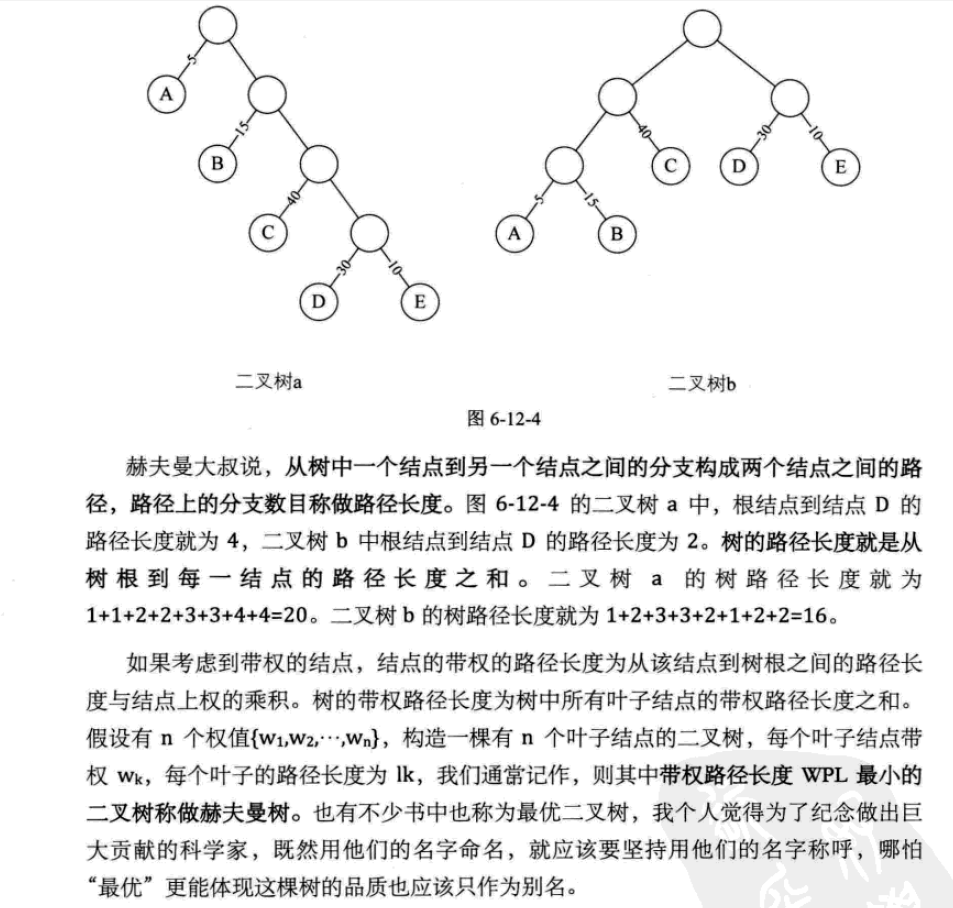 5
A
15
B
40
C
30
10
D
E
40
30
10
C
D
E
5
15
A
B
二叉树a
二叉树b
图 6-12-4
赫夫曼大叔说，从树中一个结点到另一个结点之间的分支构成两个结点之间的路
径，路径上的分支数目称做路径长度。图 6-12-4 的二叉树 a 中，根结点到结点 D 的
路径长度就为 4，二叉树 b 中根结点到结点 D 的路径长度为 2。树的路径长度就是从
树根到每一结点的路径长度之和。二叉树 a 的树路径长度就为
1+1+2+2+3+3+4+4=20。二叉树 b 的树路径长度就为 1+2+3+3+2+1+2+2=16。
如果考虑到带权的结点，结点的带权的路径长度为从该结点到树根之间的路径长
度与结点上权的乘积。树的带权路径长度为树中所有叶子结点的带权路径长度之和。
假设有 n 个权值{w₁,w₂,⋯,wₙ}，构造一棵有 n 个叶子结点的二叉树，每个叶子结点带
权 wₖ，每个叶子的路径长度为 lk，我们通常记作，则其中带权路径长度 WPL 最小的
二叉树称做赫夫曼树。也有不少书中也称为最优二叉树，我个人觉得为了纪念做出巨
大贡献的科学家，既然用他们的名字命名，就应该要坚持用他们的名字称呼，哪怕
“最优”更能体现这棵树的品质也应该只作为别名。